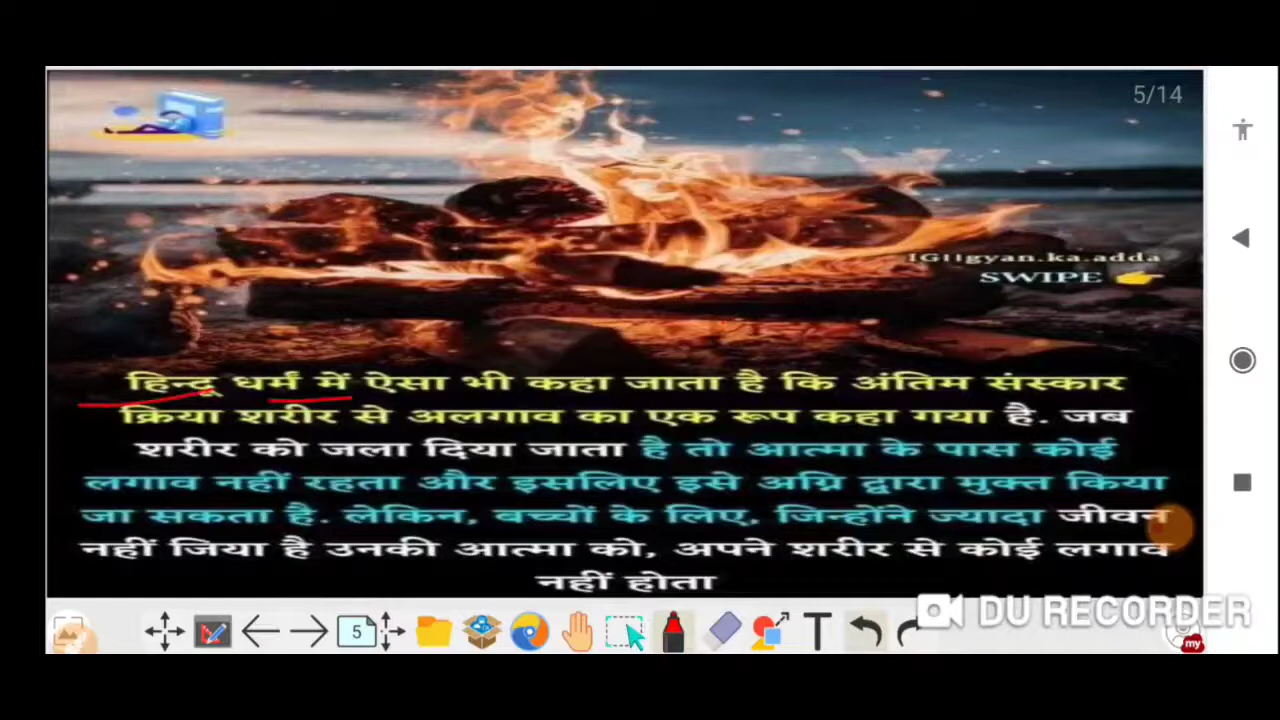 5/14
IG||gyan.ka.adda
SWIPE
हिन्दू धर्म में ऐसा भी कहा जाता है कि अंतिम संस्कार
क्रिया शरीर से अलगाव का एक रूप कहा गया है. जब
शरीर को जला दिया जाता है तो आत्मा के पास कोई
लगाव नहीं रहता और इसलिए इसे अग्नि द्वारा मुक्त किया
जा सकता है. लेकिन, बच्चों के लिए, जिन्होंने ज्यादा जीवन
नहीं जिया है उनकी आत्मा को, अपने शरीर से कोई लगाव
नहीं होता
5
T
DU RECORDER
my